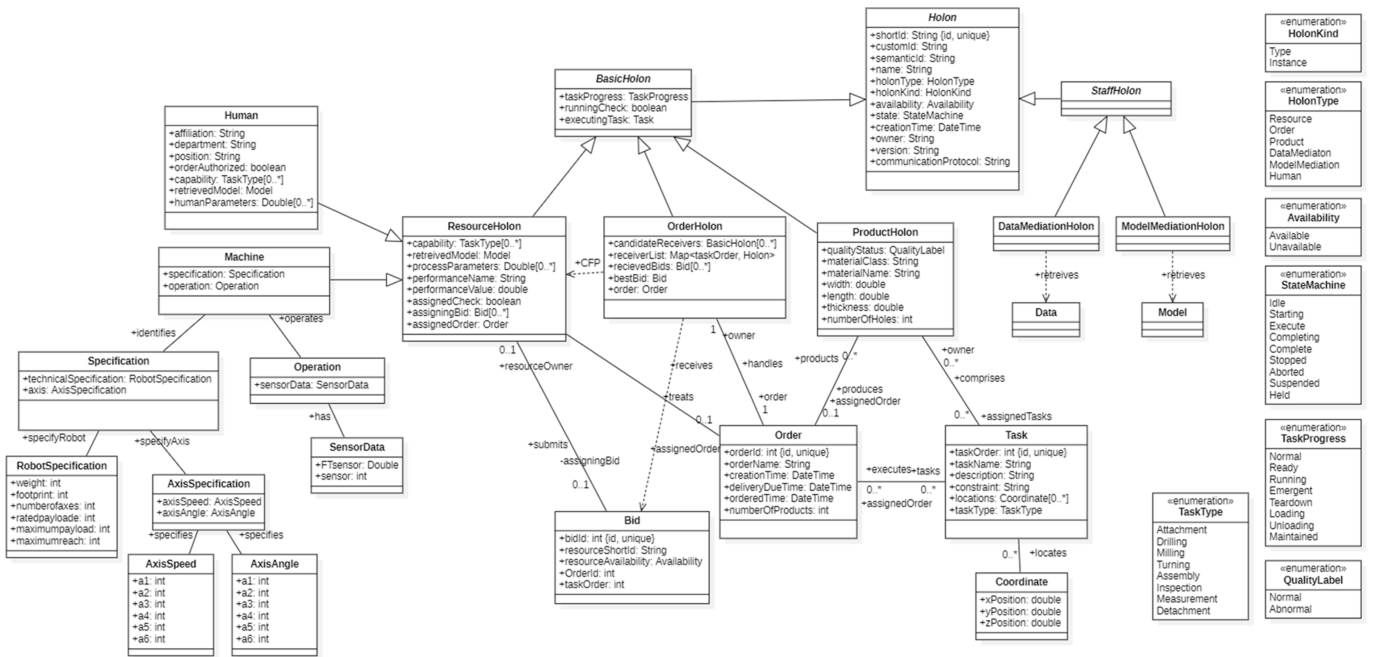 Holon
+shortId: String {id, unique}
+customId: String
+semanticId: String
+name: String
+holonType: HolonType
+holonKind: HolonKind
+availability: Availability
+state: StateMachine
+creationTime: DateTime
+owner: String
+version: String
+communicationProtocol: String
«enumeration»
HolonKind
Type
Instance
BasicHolon
+taskProgress: TaskProgress
+runningCheck: boolean
+executingTask: Task
StaffHolon
«enumeration»
HolonType
Resource
Order
Product
DataMediaton
ModelMediation
Human
Human
+affiliation: String
+department: String
+position: String
+orderAuthorized: boolean
+capability: TaskType[0..*]
+retrievedModel: Model
+humanParameters: Double[0..*]
«enumeration»
Availability
Available
Unavailable
ResourceHolon
+capability: TaskType[0..*]
+retreivedModel: Model
+processParameters: Double[0..*]
+performanceName: String
+performanceValue: double
+assignedCheck: boolean
+assigningBid: Bid[0..*]
+assignedOrder: Order
+CFP
OrderHolon
+candidateReceivers: BasicHolon[0..*]
+receiverList: Map<taskOrder, Holon>
+recievedBids: Bid[0..*]
+bestBid: Bid
+order: Order
ProductHolon
+qualityStatus: QualityLabel
+materialClass: String
+materialName: String
+width: double
+length: double
+thickness: double
+numberOfHoles: int
DataMediationHolon
ModelMediationHolon
+retreives
+retrieves
Data
Model
«enumeration»
StateMachine
Idle
Starting
Execute
Completing
Complete
Stopped
Aborted
Suspended
Held
Machine
+specification: Specification
+operation: Operation
+identifies
+operates
Specification
+technicalSpecification: RobotSpecification
+axis: AxisSpecification
Operation
+sensorData: SensorData
+has
SensorData
+FTsensor: Double
+sensor: int
+specifyRobot
+specifyAxis
RobotSpecification
+weight: int
+footprint: int
+numberofaxes: int
+ratedpayloade: int
+maximumpayload: int
+maximumreach: int
AxisSpecification
+axisSpeed: AxisSpeed
+axisAngle: AxisAngle
+specifies
+specifies
AxisSpeed
+a1: int
+a2: int
+a3: int
+a4: int
+a5: int
+a6: int
AxisAngle
+a1: int
+a2: int
+a3: int
+a4: int
+a5: int
+a6: int
0..1
+resourceOwner
+submits
-assigningBid
0..1
+receives
+treats
0..1
+assignedOrder
1
+owner
+handles
+order
1
+products
0..*
+produces
+assignedOrder
0..1
+owner
0..*
+comprises
0..*
+assignedTasks
Bid
+bidId: int {id, unique}
+resourceShortId: String
+resourceAvailability: Availability
+OrderId: int
+taskOrder: int
Order
+orderId: int {id, unique}
+orderName: String
+creationTime: DateTime
+deliveryDueTime: DateTime
+orderedTime: DateTime
+numberOfProducts: int
+executes
+tasks
0..*
0..*
+assignedOrder
Task
+taskOrder: int {id, unique}
+taskName: String
+description: String
+constraint: String
+locations: Coordinate[0..*]
+taskType: TaskType
0..*
+locates
Coordinate
+xPosition: double
+yPosition: double
+zPosition: double
«enumeration»
TaskType
Attachment
Drilling
Milling
Turning
Assembly
Inspection
Measurement
Detachment
«enumeration»
TaskProgress
Normal
Ready
Running
Emergent
Teardown
Loading
Unloading
Maintained
«enumeration»
QualityLabel
Normal
Abnormal